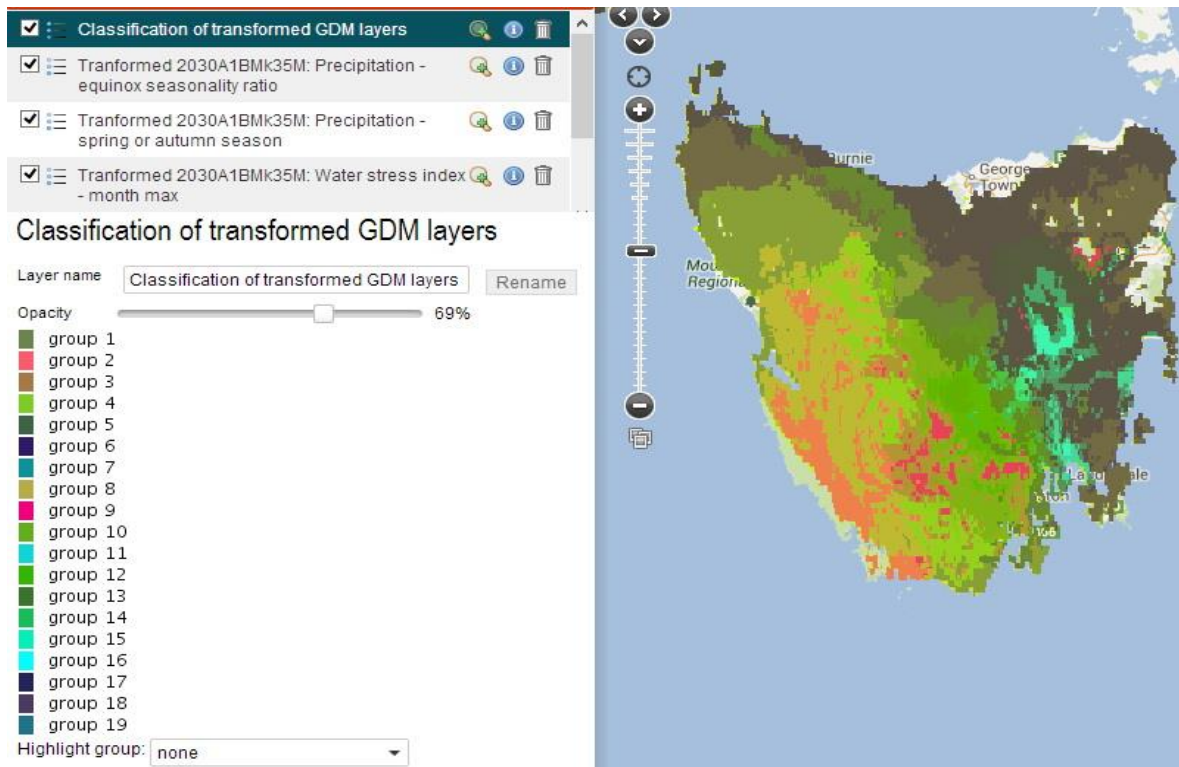 Classification of transformed GDM layers
Tranformed 2030A1BMk35M: Precipitation -
equinox seasonality ratio
Tranformed 2030A1BMk35M: Precipitation -
spring or autumn season
Tranformed 2030A1BMk35M: Water stress index
- month max
Classification of transformed GDM layers
Layer name
Classification of transformed GDM layers
Rename
Opacity
69%
group 1
group 2
group 3
group 4
group 5
group 6
group 7
group 8
group 9
group 10
group 11
group 12
group 13
group 14
group 15
group 16
group 17
group 18
group 19
Highlight group:
none
George
Town